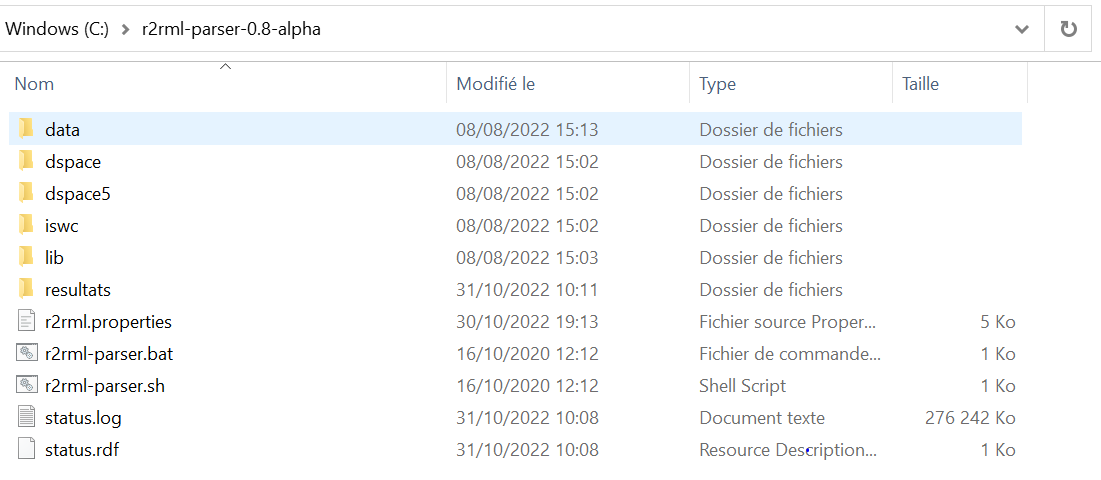 Windows (C:) r2rml-parser-0.8-alpha
Nom Modifié le Type Taille
data 08/08/2022 15:13 Dossier de fichiers
dspace 08/08/2022 15:02 Dossier de fichiers
dspace5 08/08/2022 15:02 Dossier de fichiers
iswc 08/08/2022 15:02 Dossier de fichiers
lib 08/08/2022 15:03 Dossier de fichiers
resultats 31/10/2022 10:11 Dossier de fichiers
r2rml.properties 30/10/2022 19:13 Fichier source Proper... 5 Ko
r2rml-parser.bat 16/10/2020 12:12 Fichier de commande... 1 Ko
r2rml-parser.sh 16/10/2020 12:12 Shell Script 1 Ko
status.log 31/10/2022 10:08 Document texte 276 242 Ko
status.rdf 31/10/2022 10:08 Resource Description... 1 Ko